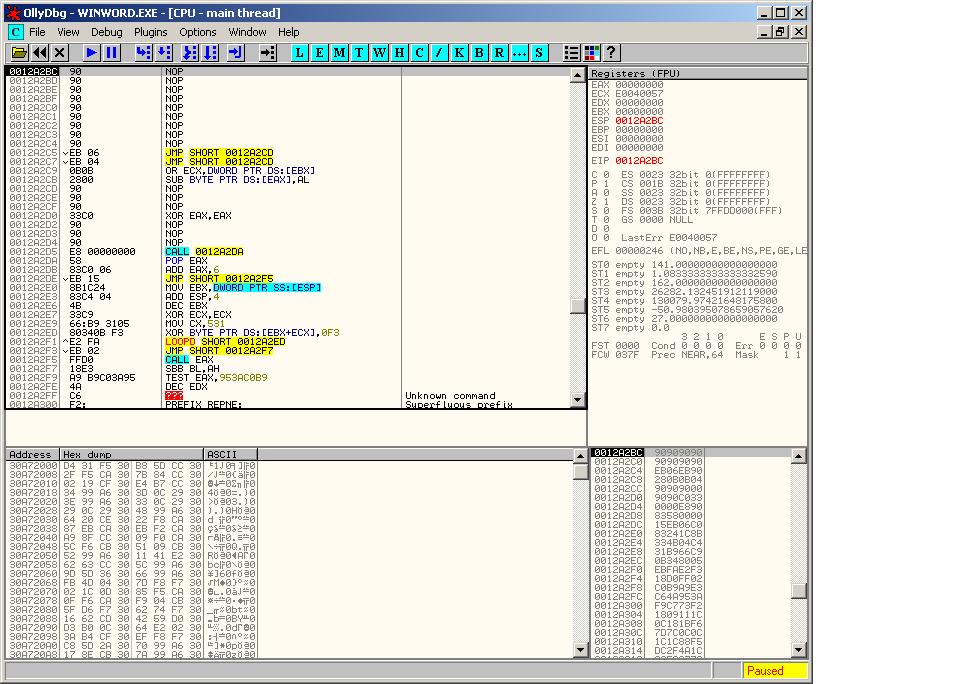 OllyDbg - WINWORD.EXE - [CPU - main thread]
C File View Debug Plugins Options Window Help
L E M T W H C / K B R ... S ?
0012A2BC 90 NOP
0012A2BD 90 NOP
0012A2BE 90 NOP
0012A2BF 90 NOP
0012A2C0 90 NOP
0012A2C1 90 NOP
0012A2C2 90 NOP
0012A2C3 90 NOP
0012A2C4 90 NOP
0012A2C5 EB 06 JMP SHORT 0012A2CD
0012A2C7 EB 04 JMP SHORT 0012A2CD
0012A2C9 0B0B OR ECX,DWORD PTR DS:[EBX]
0012A2CB 2800 SUB BYTE PTR DS:[EAX],AL
0012A2CD 90 NOP
0012A2CE 90 NOP
0012A2CF 90 NOP
0012A2D0 33C0 XOR EAX,EAX
0012A2D2 90 NOP
0012A2D3 90 NOP
0012A2D4 90 NOP
0012A2D5 E8 00000000 CALL 0012A2DA
0012A2DA 58 POP EAX
0012A2DB 83C0 06 ADD EAX,6
0012A2DE EB 15 JMP SHORT 0012A2F5
0012A2E0 8B1C24 MOV EBX,DWORD PTR SS:[ESP]
0012A2E3 83C4 04 ADD ESP,4
0012A2E6 4B DEC EBX
0012A2E7 33C9 XOR ECX,ECX
0012A2E9 66:B9 3105 MOV CX,531
0012A2ED 80340B F3 XOR BYTE PTR DS:[EBX+ECX],0F3
0012A2F1 ^E2 FA LOOPD SHORT 0012A2ED
0012A2F3 EB 02 JMP SHORT 0012A2F7
0012A2F5 FFD0 CALL EAX
0012A2F7 18E3 SBB BL,AH
0012A2F9 A9 B9C03A95 TEST EAX,953AC0B9
0012A2FE 4A DEC EDX
0012A2FF C6 ??? Unknown command
0012A300 F2: PREFIX REPNE: Superfluous prefix
Registers (FPU)
EAX 00000000
ECX E0040057
EDX 00000000
EBX 00000000
ESP 0012A2BC
EBP 00000000
ESI 00000000
EDI 00000000
EIP 0012A2BC
C 0 ES 0023 32bit 0(FFFFFFFF)
P 1 CS 001B 32bit 0(FFFFFFFF)
A 0 SS 0023 32bit 0(FFFFFFFF)
Z 1 DS 0023 32bit 0(FFFFFFFF)
S 0 FS 003B 32bit 7FFDD000(FFF)
T 0 GS 0000 NULL
D 0
O 0 LastErr E0040057
EFL 00000246 (NO,NB,E,BE,NS,PE,GE,LE
ST0 empty 141.00000000000000000
ST1 empty 1.0833333333333332590
ST2 empty 162.00000000000000000
ST3 empty 26282.132451912119000
ST4 empty 130079.97421648175800
ST5 empty -50.980395078659057620
ST6 empty 27.000000000000000000
ST7 empty 0.0
3 2 1 0 E S P U
FST 0000 Cond 0 0 0 0 Err 0 0 0 0
FCW 037F Prec NEAR,64 Mask 1 1
Address Hex dump ASCII
30A72000 D4 31 F5 30 B8 5D CC 30
30A72008 2F F5 CA 30 7B 84 CC 30
30A72010 02 19 CF 30 E4 B7 CC 30
30A72018 34 99 A6 30 3D 0C 29 30
30A72020 3E 99 A6 30 33 0C 29 30
30A72028 29 0C 29 30 48 99 A6 30
30A72030 64 20 CE 30 22 F8 CA 30
30A72038 87 EB CA 30 EB F2 CA 30
30A72040 A9 8F CC 30 09 F0 CA 30
30A72048 5C F6 CB 30 51 09 CB 30
30A72050 52 99 A6 30 11 41 E2 30
30A72058 62 63 CC 30 5C 99 A6 30
30A72060 9D 5D 36 30 66 99 A6 30
30A72068 FB 4D 04 30 7D F8 F7 30
30A72070 02 1C 0D 30 85 F5 CA 30
30A72078 0F F6 CA 30 F9 04 CB 30
30A72080 5F D6 F7 30 62 74 F7 30
30A72088 16 62 CD 30 42 59 D0 30
30A72090 D3 B0 0C 30 64 E2 02 30
30A72098 3A B4 CF 30 EF F8 F7 30
30A720A0 C8 5D 2A 30 70 99 A6 30
30A720A8 17 8E CB 30 7A 99 A6 30
0012A2BC 90909090
0012A2C0 90909090
0012A2C4 EB06EB90
0012A2C8 280B0B04
0012A2CC 90909000
0012A2D0 9090C033
0012A2D4 0000E890
0012A2D8 83580000
0012A2DC 15EB06C0
0012A2E0 83241C8B
0012A2E4 334B04C4
0012A2E8 31B966C9
0012A2EC 0B348005
0012A2F0 EBFAE2F3
0012A2F4 18D0FF02
0012A2F8 C0B9A9E3
0012A2FC C64A953A
0012A300 F9C773F2
0012A304 1809111C
0012A308 0C181BF6
0012A30C 7D7C0C0C
0012A310 1C1C88F5
0012A314 DC2F4A1C
Paused